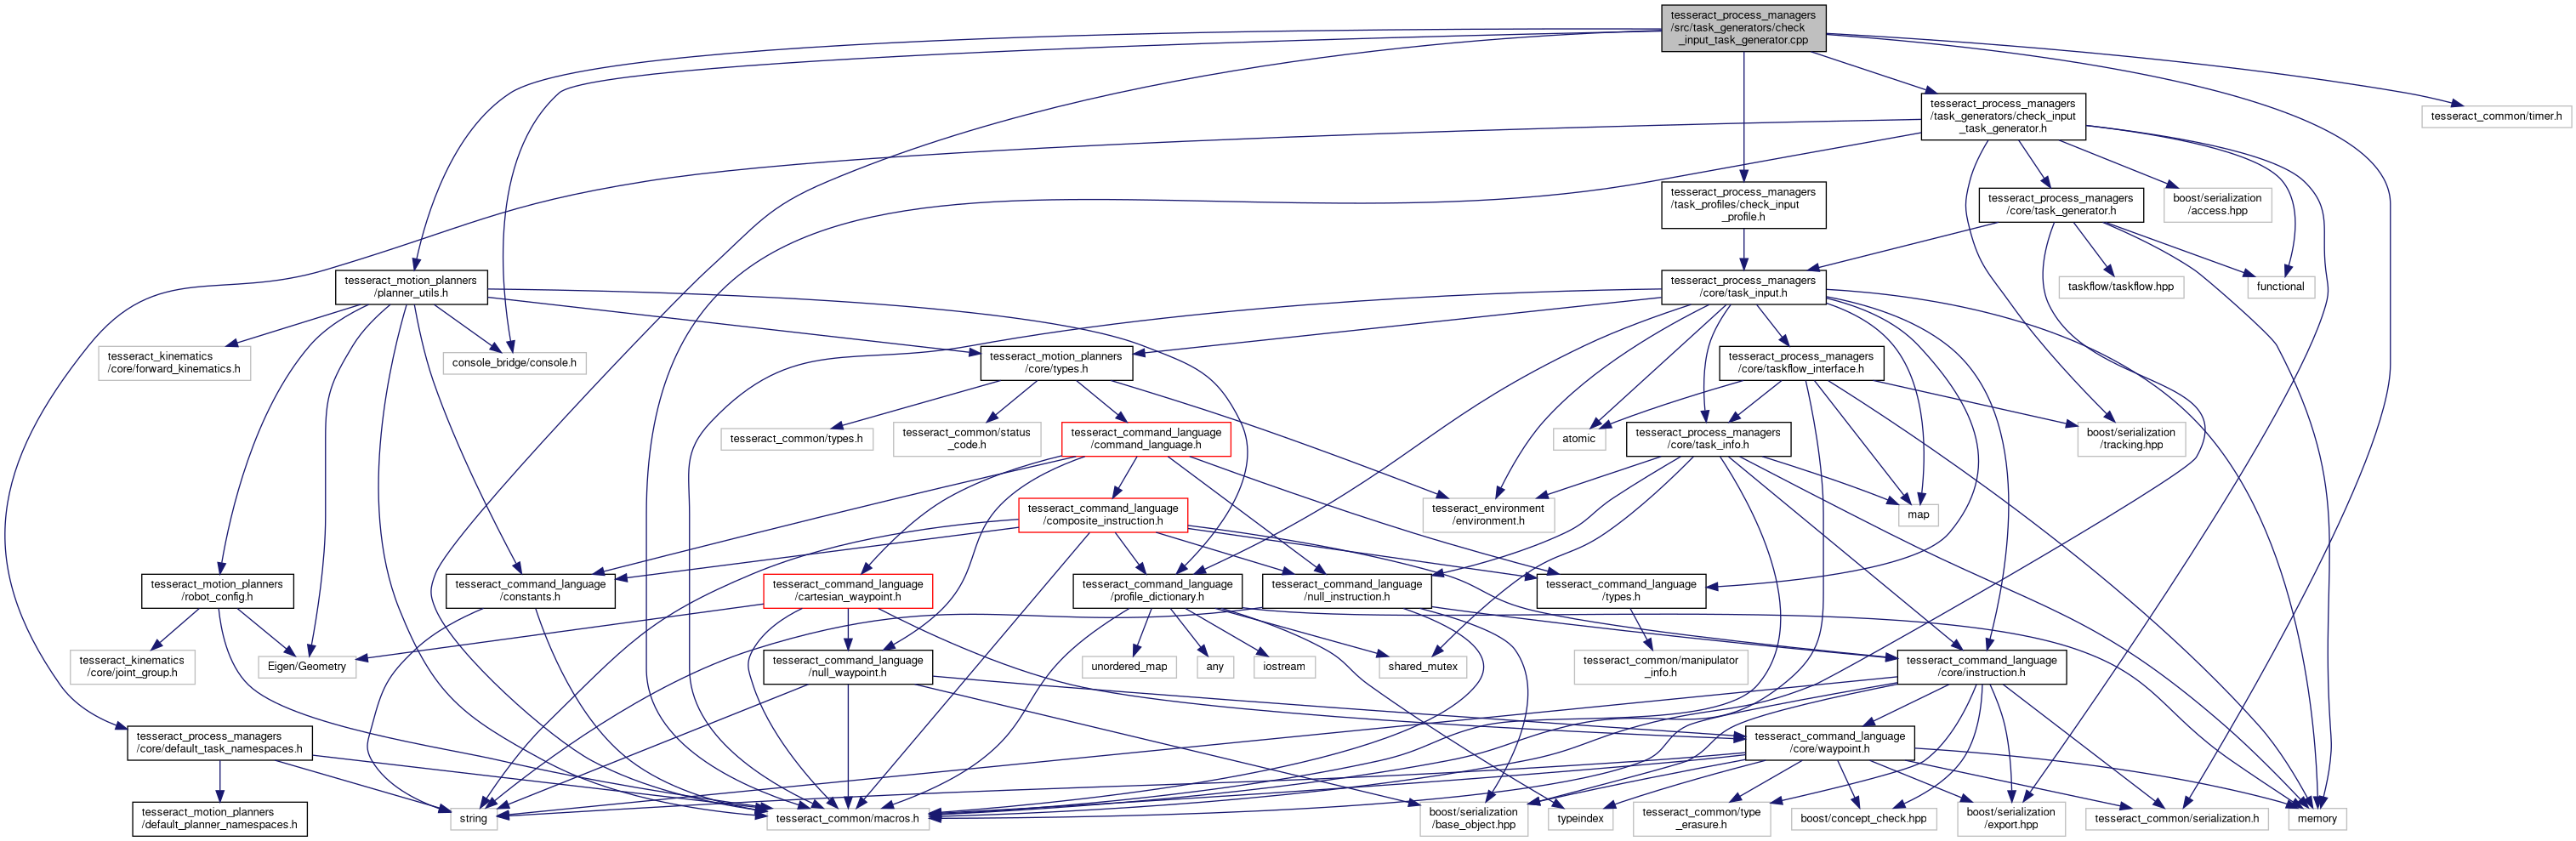 tesseract_process_managers
/src/task_generators/check
_input_task_generator.cpp
tesseract_process_managers
/task_generators/check_input
_task_generator.h
tesseract_common/timer.h
tesseract_process_managers
/task_profiles/check_input
_profile.h
tesseract_process_managers
/core/task_generator.h
boost/serialization
/access.hpp
tesseract_motion_planners
/planner_utils.h
tesseract_process_managers
/core/task_input.h
taskflow/taskflow.hpp
functional
tesseract_kinematics
/core/forward_kinematics.h
console_bridge/console.h
tesseract_motion_planners
/core/types.h
tesseract_process_managers
/core/taskflow_interface.h
tesseract_common/types.h
tesseract_common/status
_code.h
tesseract_command_language
/command_language.h
atomic
tesseract_process_managers
/core/task_info.h
boost/serialization
/tracking.hpp
tesseract_command_language
/composite_instruction.h
tesseract_environment
/environment.h
map
tesseract_motion_planners
/robot_config.h
tesseract_command_language
/constants.h
tesseract_command_language
/cartesian_waypoint.h
tesseract_command_language
/profile_dictionary.h
tesseract_command_language
/null_instruction.h
tesseract_command_language
/types.h
tesseract_kinematics
/core/joint_group.h
Eigen/Geometry
tesseract_command_language
/null_waypoint.h
unordered_map
any
iostream
shared_mutex
tesseract_common/manipulator
_info.h
tesseract_command_language
/core/instruction.h
tesseract_process_managers
/core/default_task_namespaces.h
tesseract_command_language
/core/waypoint.h
tesseract_motion_planners
/default_planner_namespaces.h
string
tesseract_common/macros.h
boost/serialization
/base_object.hpp
typeindex
tesseract_common/type
_erasure.h
boost/concept_check.hpp
boost/serialization
/export.hpp
tesseract_common/serialization.h
memory